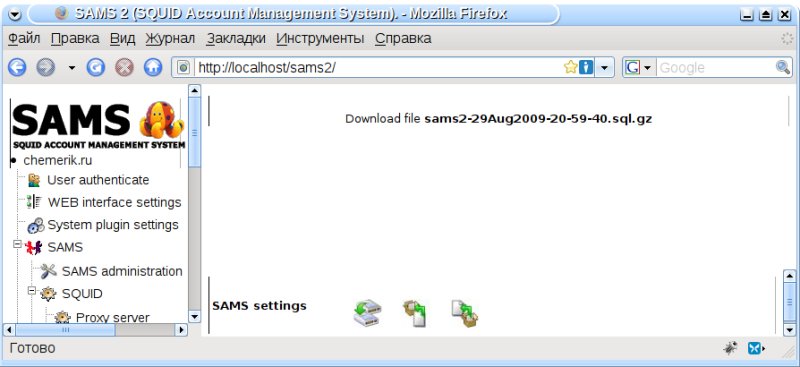 SAMS 2 (SQUID Account Management System). - Mozilla Firefox
Файл Правка Вид Журнал Закладки Инструменты Справка
http://localhost/sams2/
G Google
SAMS
SQUID ACCOUNT MANAGEMENT SYSTEM
chemerik.ru
User authenticate
WEB interface settings
System plugin settings
SAMS
SAMS administration
SQUID
Proxy server
Download file sams2-29Aug2009-20-59-40.sql.gz
SAMS settings
Готово